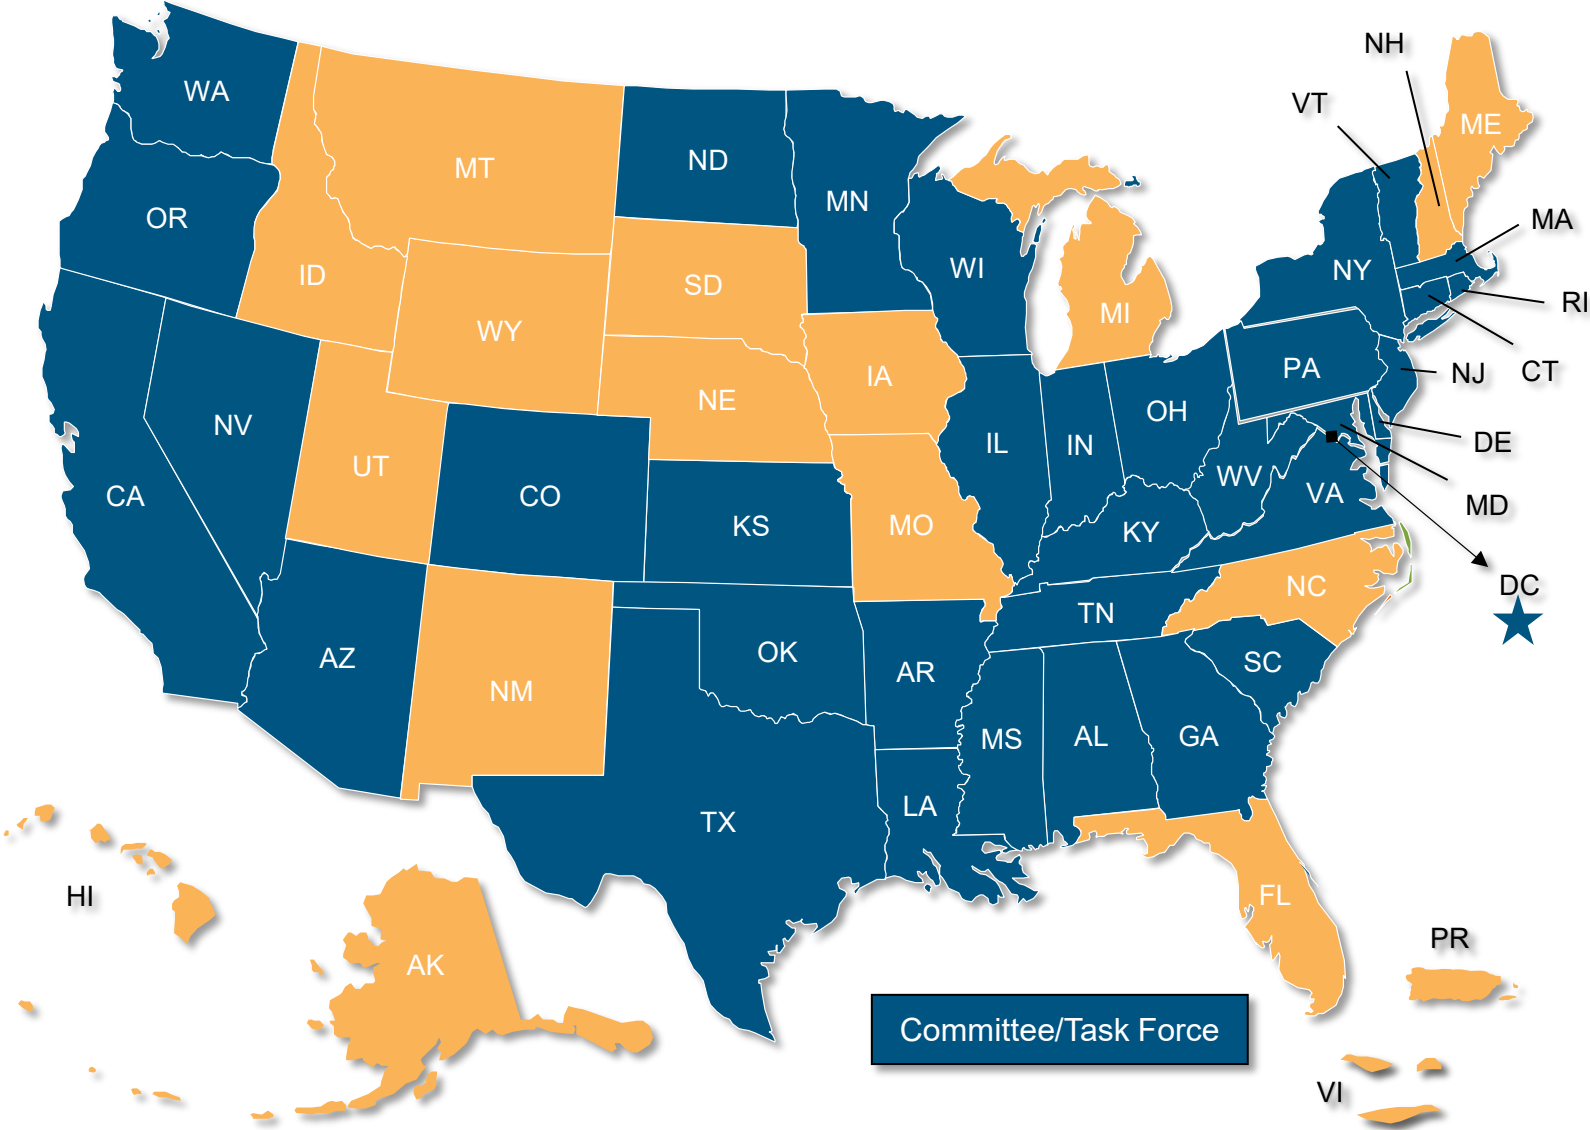 NH
VT
ME
WA
MT
ND
MN
OR
MA
ID
WI
NY
SD
RI
WY
MI
PA
CT
IA
NJ
NE
OH
NV
IL
IN
DE
UT
WV
CA
CO
VA
MD
KS
MO
KY
DC
NC
TN
AZ
OK
SC
AR
NM
MS
AL
GA
LA
TX
HI
FL
PR
AK
Committee/Task Force
VI